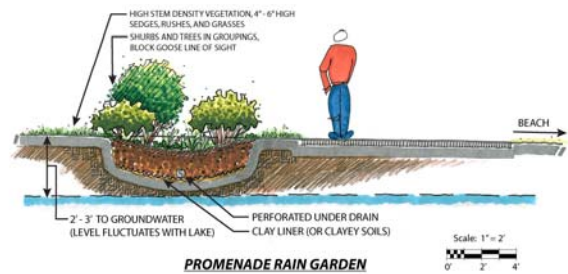 HIGH STEM DENSITY VEGETATION, 4"- 6" HIGH
SEDGES, RUSHES, AND GRASSES
SHURBS AND TREES IN GROUPINGS,
BLOCK GOOSE LINE OF SIGHT
BEACH
2' - 3' TO GROUNDWATER
(LEVEL FLUCTUATES WITH LAKE)
PERFORATED UNDER DRAIN
CLAY LINER (OR CLAYEY SOILS)
Scale: 1" = 2'
0' 2' 4'
PROMENADE RAIN GARDEN